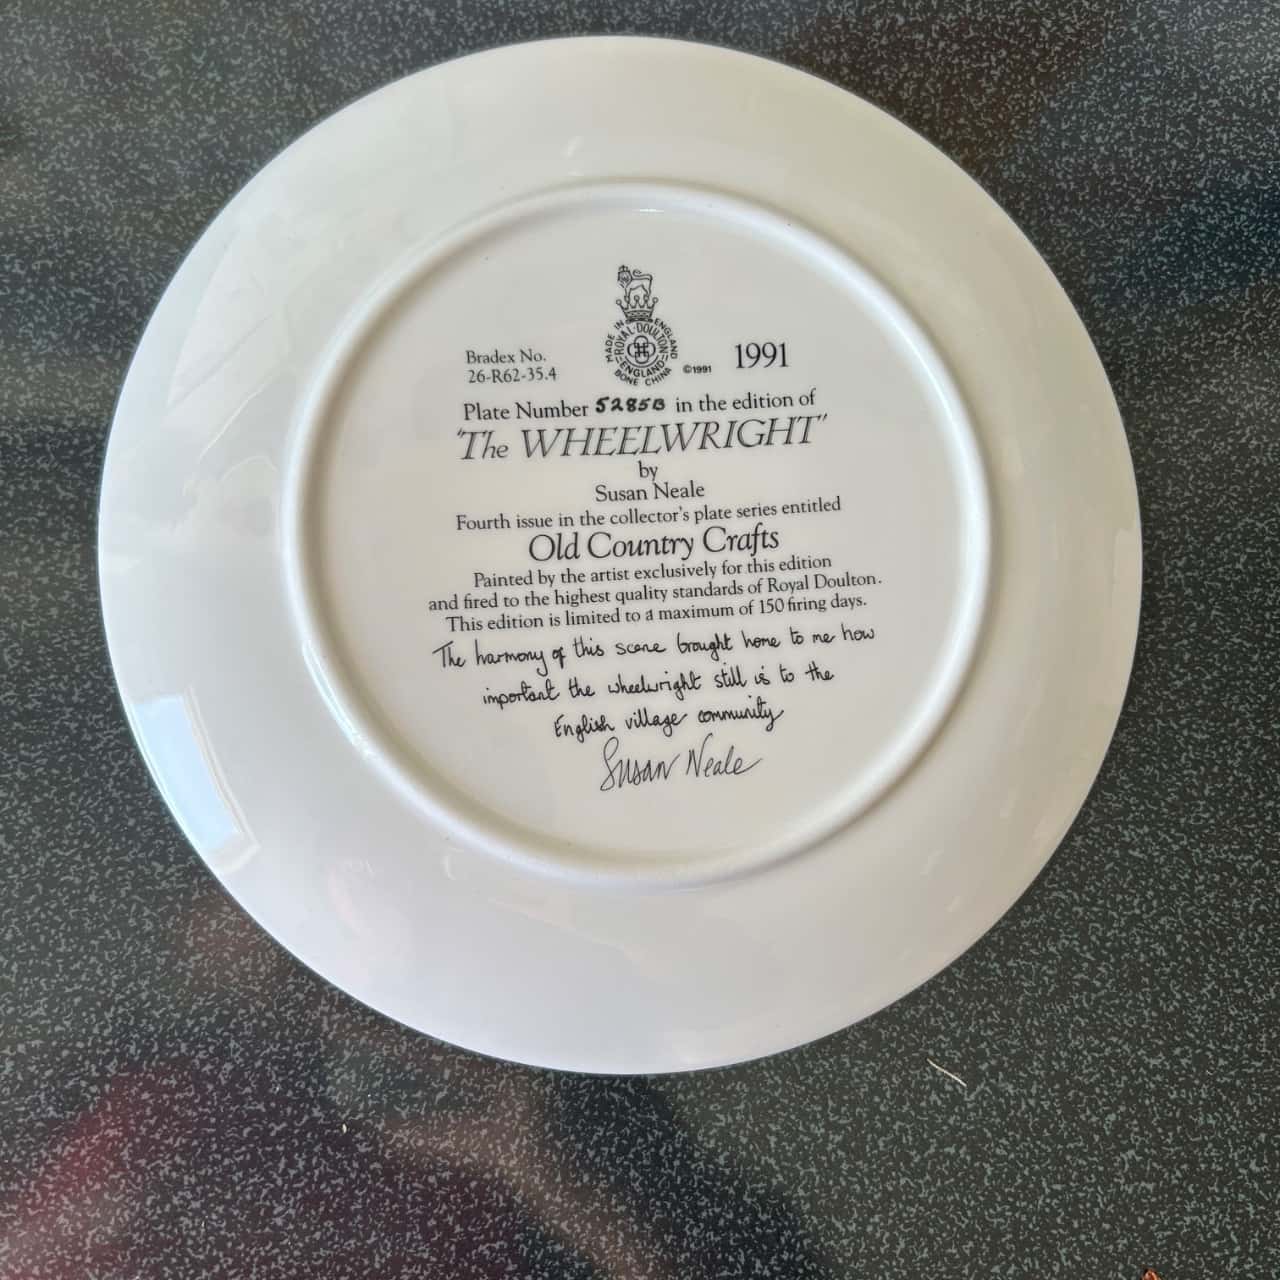 MADE IN ENGLAND
ROYAL·DOULTON
ENGLAND
BONE CHINA
©1991
1991
Bradex No.
26-R62-35.4
Plate Number 5285B in the edition of
"The WHEELWRIGHT"
by
Susan Neale
Fourth issue in the collector's plate series entitled
Old Country Crafts
Painted by the artist exclusively for this edition
and fired to the highest quality standards of Royal Doulton.
This edition is limited to a maximum of 150 firing days.
The harmony of this scene brought home to me how
important the wheelwright still is to the
English village community
Susan Neale